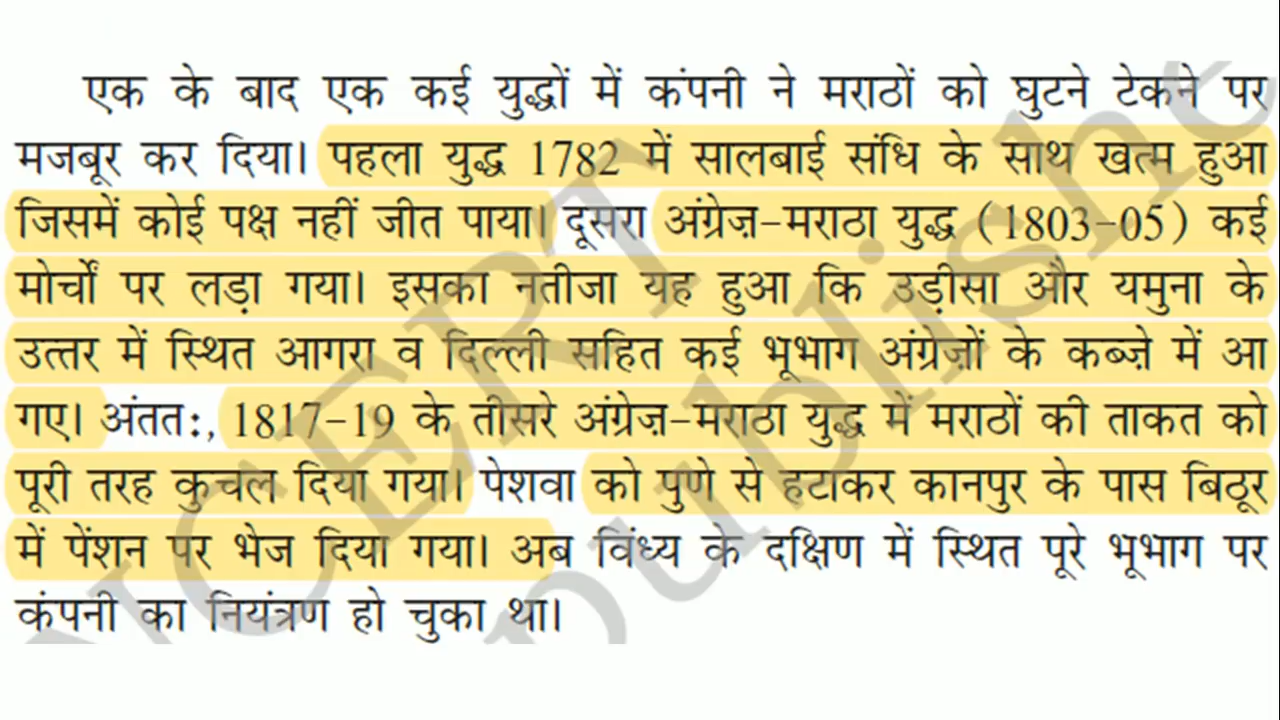 एक के बाद एक कई युद्धों में कंपनी ने मराठों को घुटने टेकने पर
मजबूर कर दिया। पहला युद्ध 1782 में सालबाई संधि के साथ खत्म हुआ
जिसमें कोई पक्ष नहीं जीत पाया। दूसरा अंग्रेज़-मराठा युद्ध (1803-05) कई
मोर्चों पर लड़ा गया। इसका नतीजा यह हुआ कि उड़ीसा और यमुना के
उत्तर में स्थित आगरा व दिल्ली सहित कई भूभाग अंग्रेज़ों के कब्ज़े में आ
गए। अंततः, 1817-19 के तीसरे अंग्रेज़-मराठा युद्ध में मराठों की ताकत को
पूरी तरह कुचल दिया गया। पेशवा को पुणे से हटाकर कानपुर के पास बिठूर
में पेंशन पर भेज दिया गया। अब विंध्य के दक्षिण में स्थित पूरे भूभाग पर
कंपनी का नियंत्रण हो चुका था।
NCERT
publishe